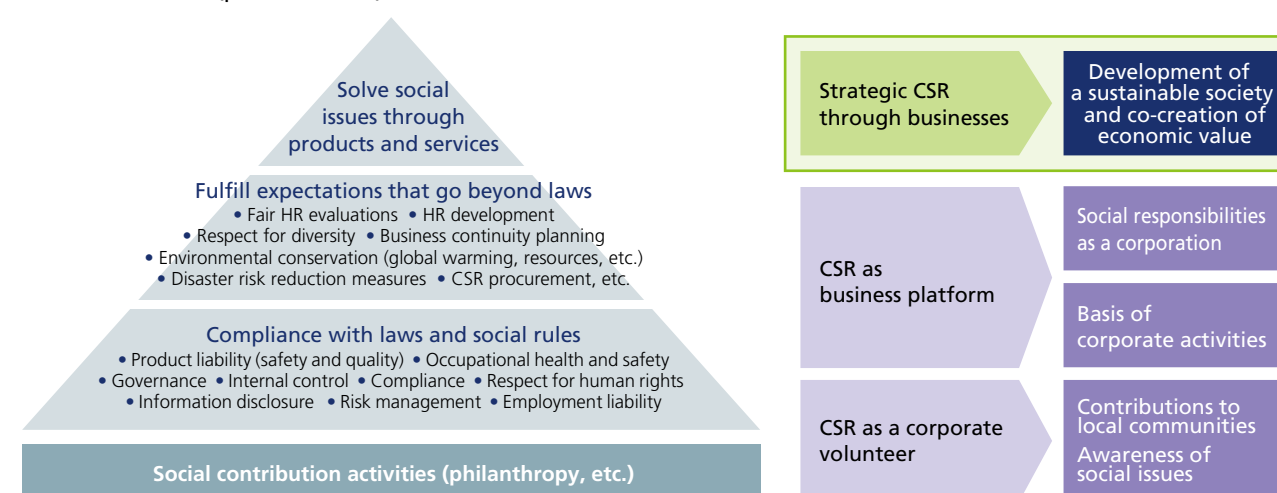 Solve social
issues through
products and services
Fulfill expectations that go beyond laws
• Fair HR evaluations • HR development
• Respect for diversity • Business continuity planning
• Environmental conservation (global warming, resources, etc.)
• Disaster risk reduction measures • CSR procurement, etc.
Compliance with laws and social rules
• Product liability (safety and quality) • Occupational health and safety
• Governance • Internal control • Compliance • Respect for human rights
• Information disclosure • Risk management • Employment liability
Social contribution activities (philanthropy, etc.)
Strategic CSR
through businesses
Development of
a sustainable society
and co-creation of
economic value
CSR as
business platform
Social responsibilities
as a corporation
Basis of
corporate activities
CSR as a corporate
volunteer
Contributions to
local communities
Awareness of
social issues